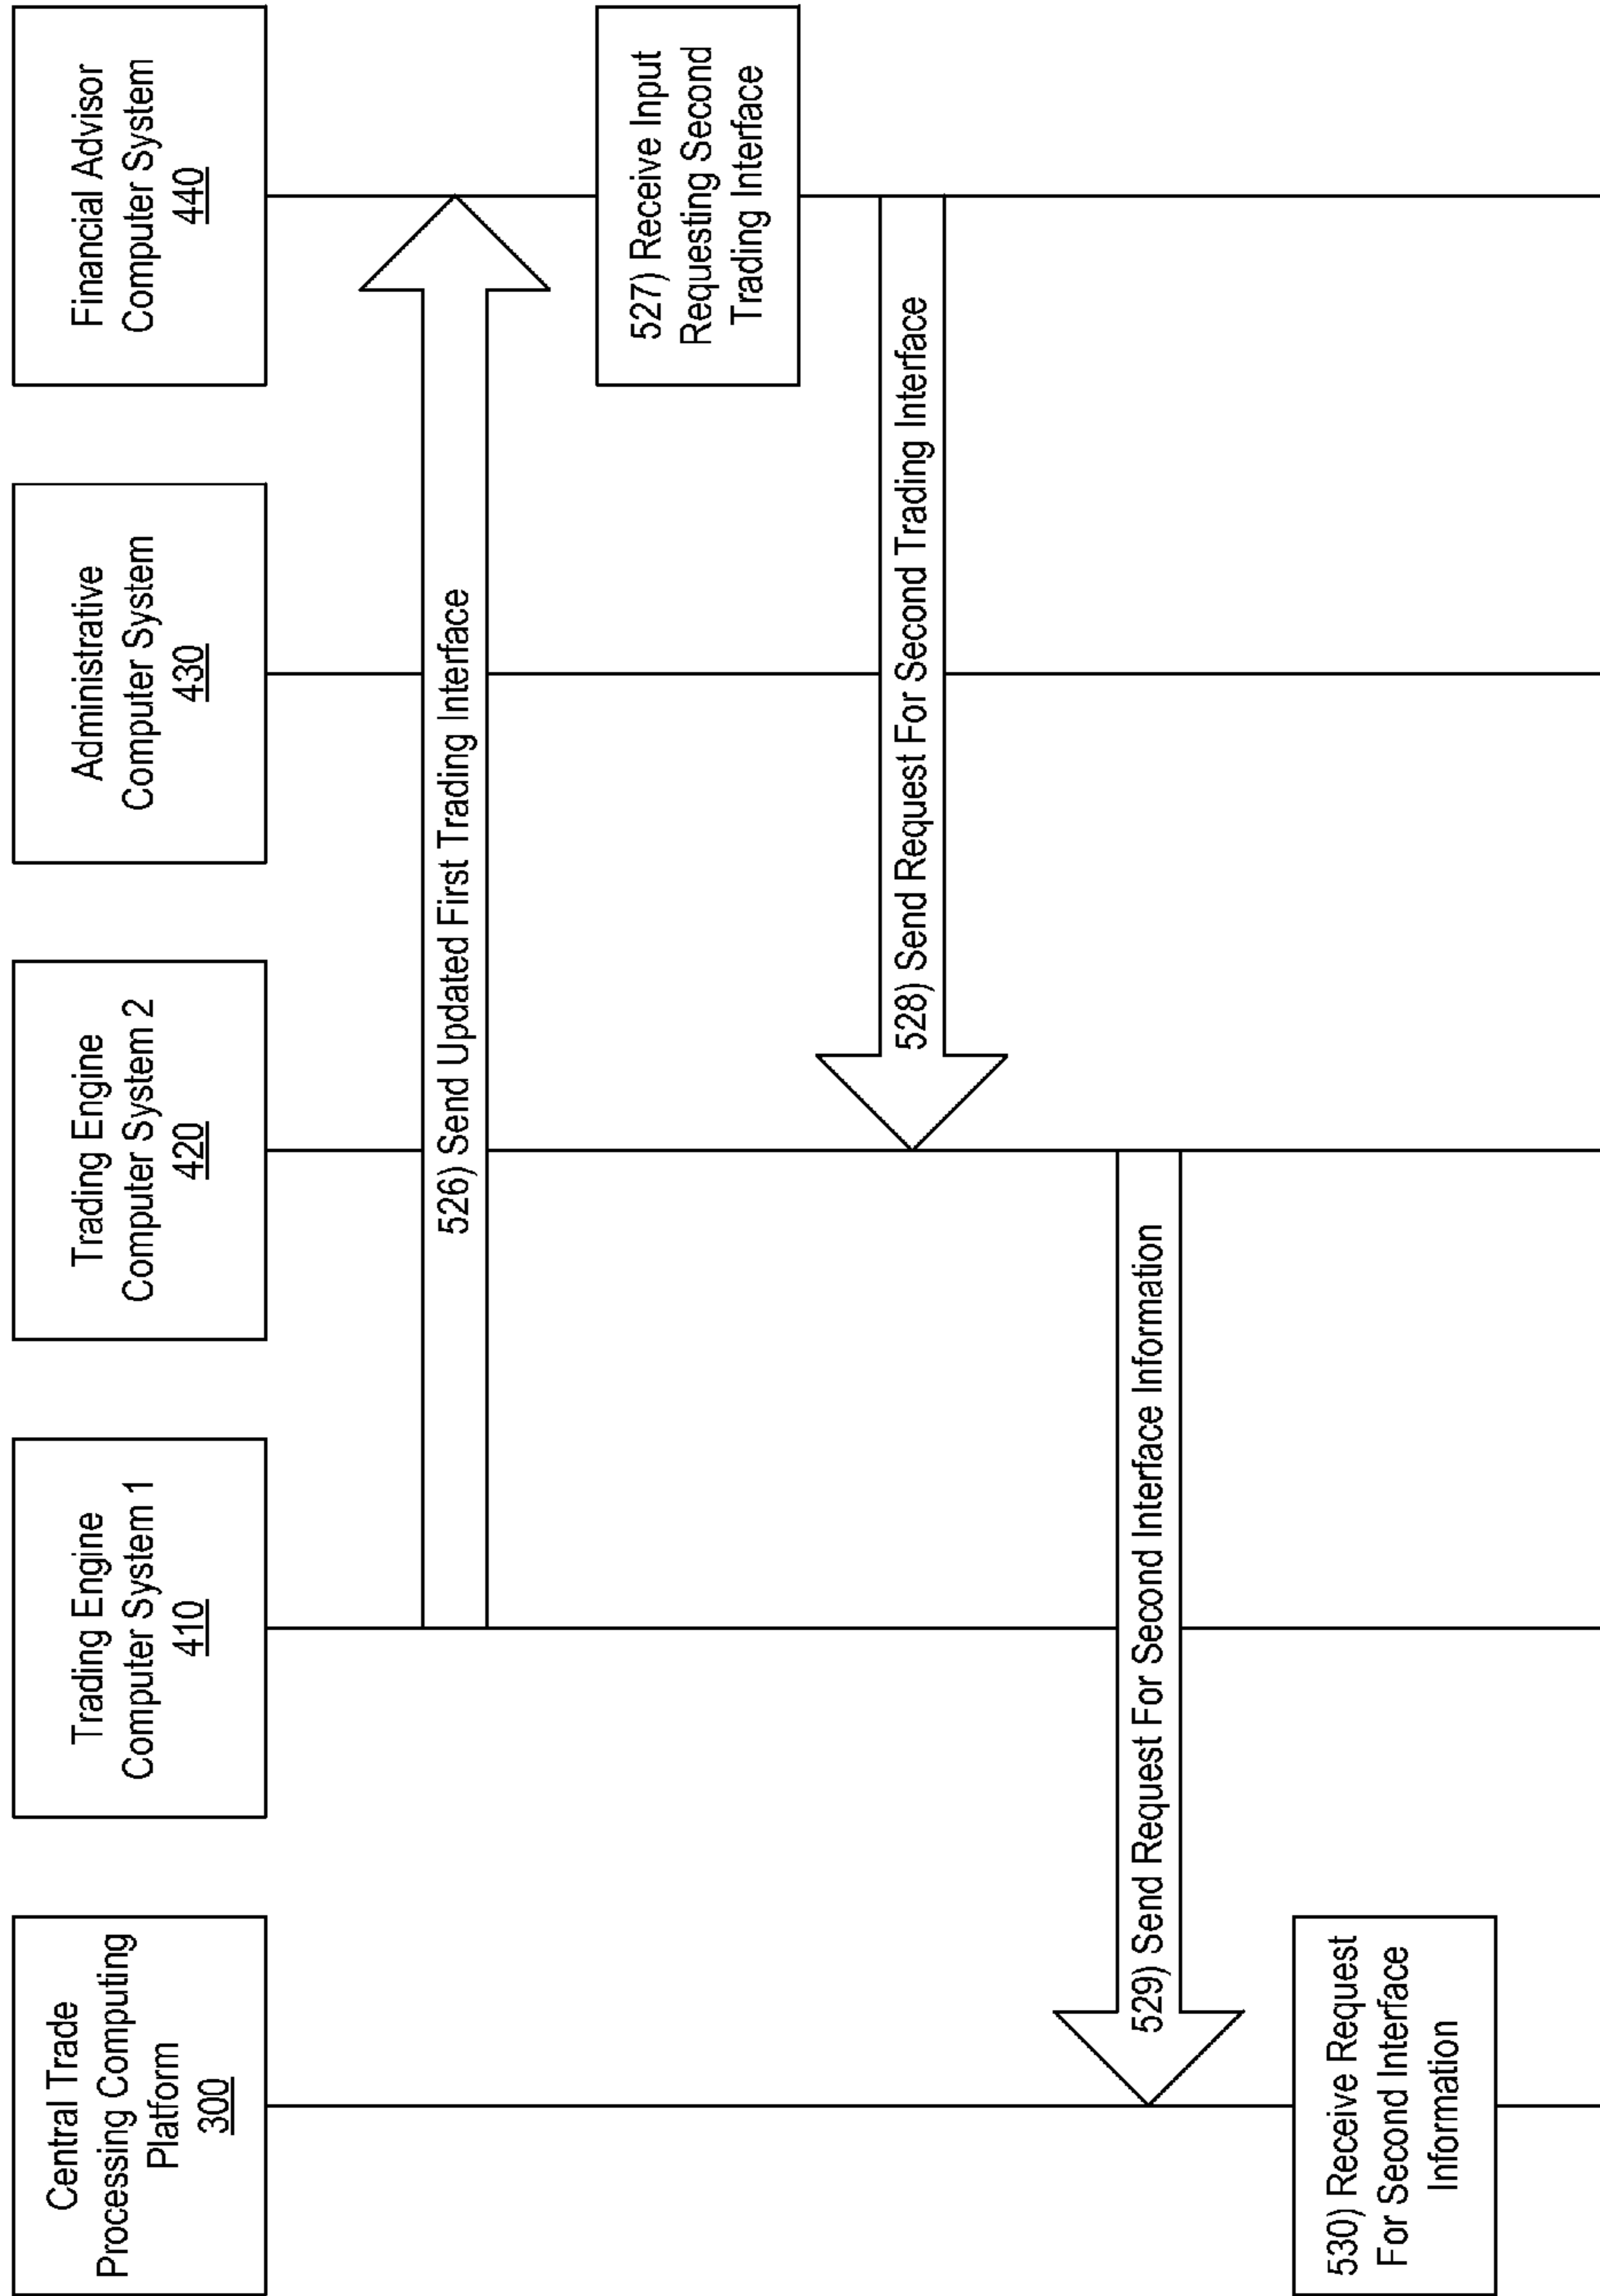 Central Trade
Processing Computing
Platform
300
Trading Engine
Computer System 1
410
Trading Engine
Computer System 2
420
Administrative
Computer System
430
Financial Advisor
Computer System
440
526) Send Updated First Trading Interface
527) Receive Input
Requesting Second
Trading Interface
528) Send Request For Second Trading Interface
529) Send Request For Second Interface Information
530) Receive Request
For Second Interface
Information